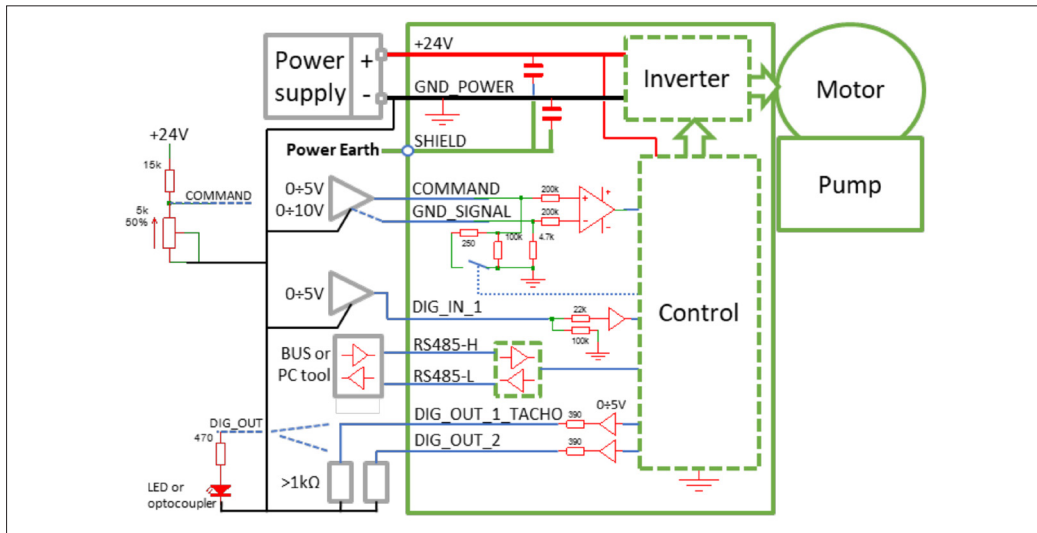 +24V
Power supply
+
-
Inverter
Motor
GND_POWER
Power Earth
SHIELD
Pump
+24V
15k
COMMAND
5k
50%
0÷5V
0÷10V
COMMAND
GND_SIGNAL
200k
200k
+
-
+
-
250
100k
4.7k
0÷5V
DIG_IN_1
22k
100k
Control
BUS or
PC tool
RS485-H
RS485-L
DIG_OUT
470
DIG_OUT_1_TACHO
390
0÷5V
DIG_OUT_2
390
>1kΩ
LED or
optocoupler